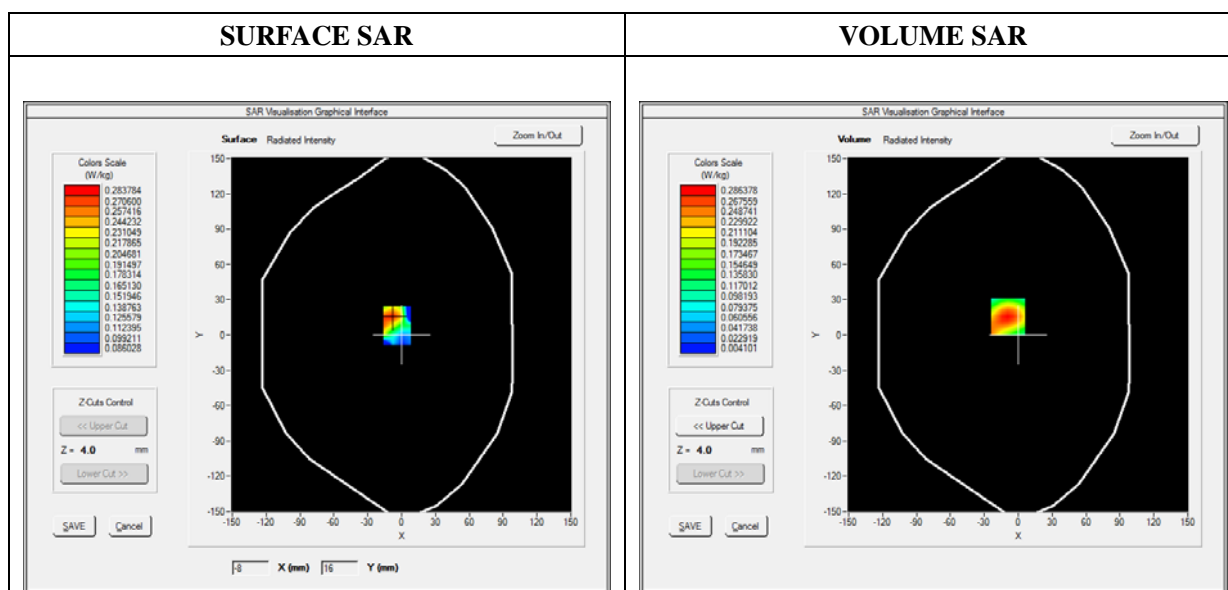 SURFACE SAR
VOLUME SAR
SAR Visualisation Graphical Interface
Surface Radiated Intensity
Zoom In/Out
Colors Scale
(W/kg)
0.283784
0.270600
0.257416
0.244232
0.231049
0.217865
0.204681
0.191497
0.178314
0.165130
0.151946
0.138763
0.125579
0.112395
0.099211
0.086028
Z-Cuts Control
<< Upper Cut
Z = 4.0 mm
Lower Cut >>
SAVE Cancel
150
120
90
60
30
0
-30
-60
-90
-120
-150
Y
-150 -120 -90 -60 -30 0 30 60 90 120 150
X
-8 X (mm) 16 Y (mm)
SAR Visualisation Graphical Interface
Volume Radiated Intensity
Zoom In/Out
Colors Scale
(W/kg)
0.286378
0.267559
0.248741
0.229922
0.211104
0.192285
0.173467
0.154649
0.135830
0.117012
0.098193
0.079375
0.060556
0.041738
0.022919
0.004101
Z-Cuts Control
<< Upper Cut
Z = 4.0 mm
Lower Cut >>
SAVE Cancel
150
120
90
60
30
0
-30
-60
-90
-120
-150
Y
-150 -120 -90 -60 -30 0 30 60 90 120 150
X